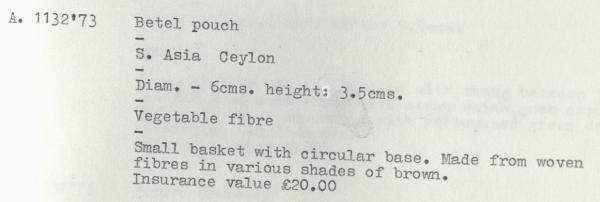 A. 1132'73 Betel pouch
-
S. Asia Ceylon
-
Diam. - 6cms. height: 3.5cms.
-
Vegetable fibre
-
Small basket with circular base. Made from woven
fibres in various shades of brown.
Insurance value £20.00